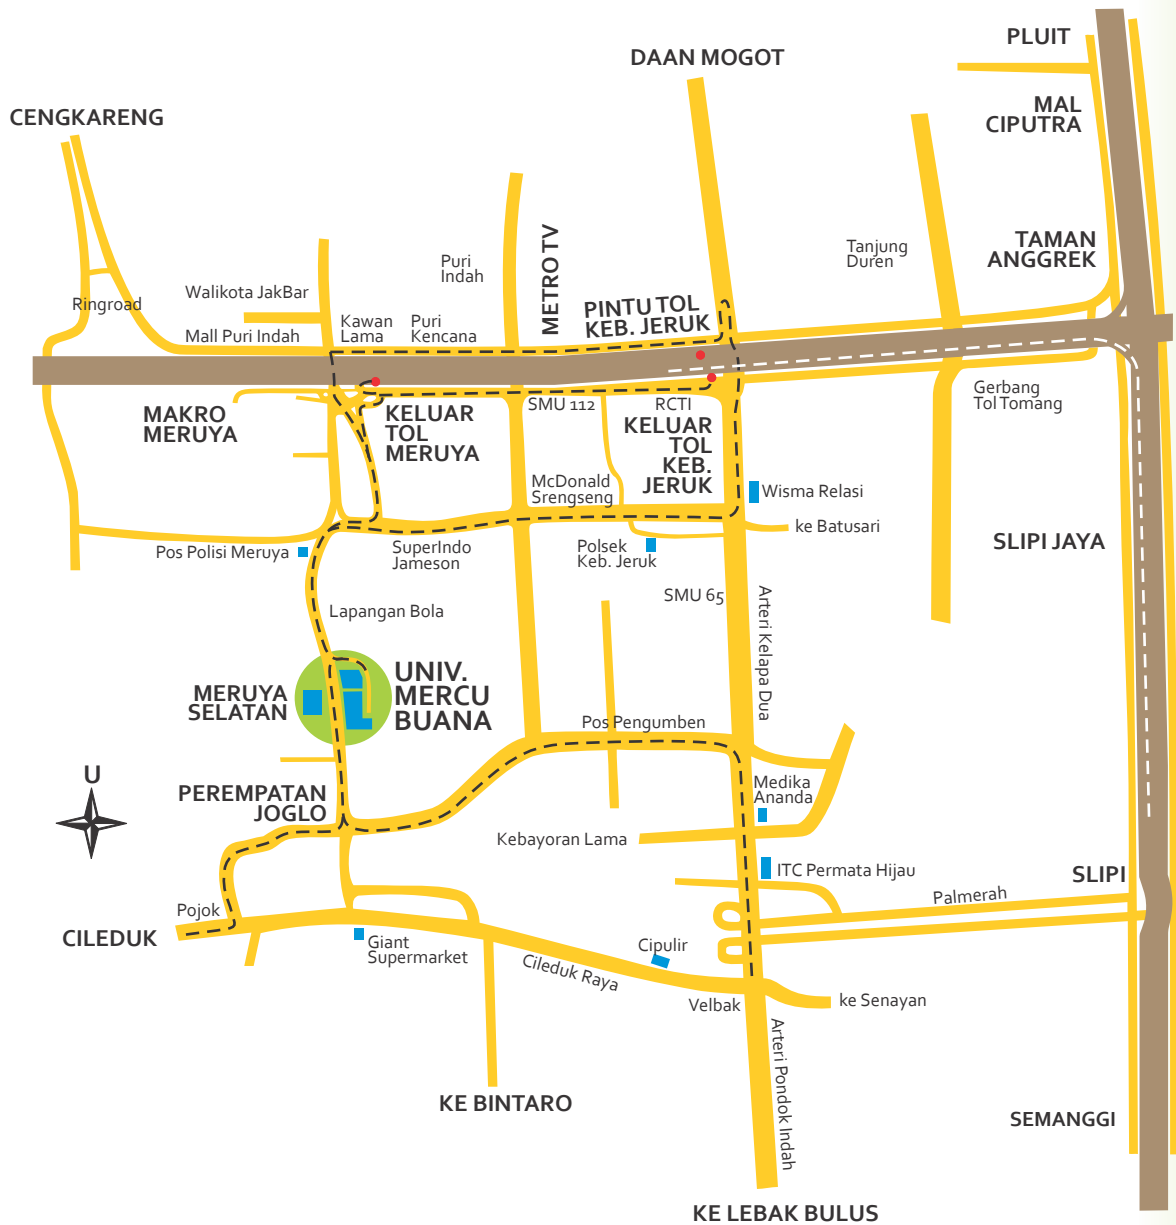 PLUIT
DAAN MOGOT
MAL
CIPUTRA
CENGKARENG
TAMAN
ANGGREK
Tanjung
Duren
METRO TV
Puri
Indah
Walikota JakBar
Ringroad
PINTU TOL
KEB. JERUK
Kawan
Lama
Puri
Kencana
Mall Puri Indah
Gerbang
Tol Tomang
MAKRO
MERUYA
KELUAR
TOL
MERUYA
SMU 112
RCTI
KELUAR
TOL
KEB.
JERUK
McDonald
Srengseng
Wisma Relasi
ke Batusari
SLIPI JAYA
Pos Polisi Meruya
SuperIndo
Jameson
Polsek
Keb. Jeruk
SMU 65
Arteri Kelapa Dua
Lapangan Bola
UNIV.
MERCU
BUANA
MERUYA
SELATAN
Pos Pengumben
U
PEREMPATAN
JOGLO
Medika
Ananda
Kebayoran Lama
ITC Permata Hijau
SLIPI
Palmerah
Pojok
CILEDUK
Giant
Supermarket
Cileduk Raya
Cipulir
Velbak
ke Senayan
Arteri Pondok Indah
KE BINTARO
SEMANGGI
KE LEBAK BULUS